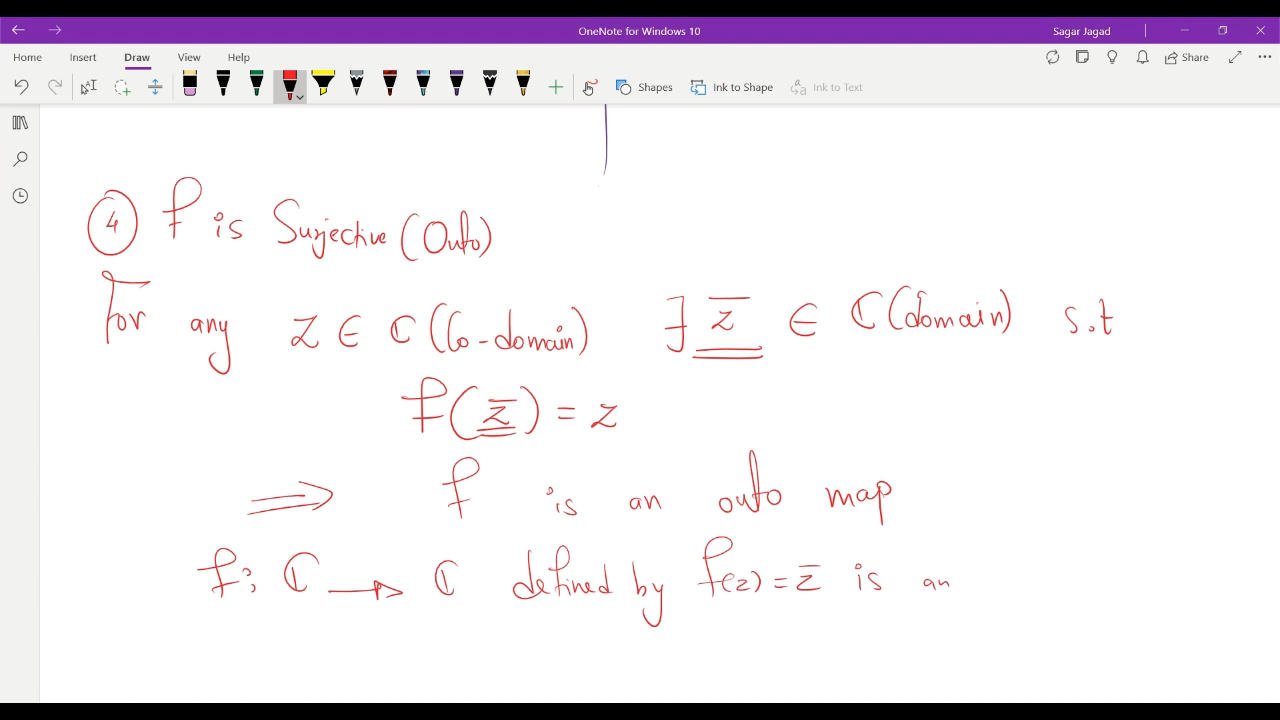 OneNote for Windows 10
Sagar Jagad
Home Insert Draw View Help
Share
Shapes
Ink to Shape
Ink to Text
④ f is Surjective (Onto)
For any z ∈ ℂ (Co-domain) ∃ z̅ ∈ ℂ (domain) s.t
f(z̅) = z
⟹ f is an onto map
f: ℂ → ℂ defined by f(z) = z̅ is an